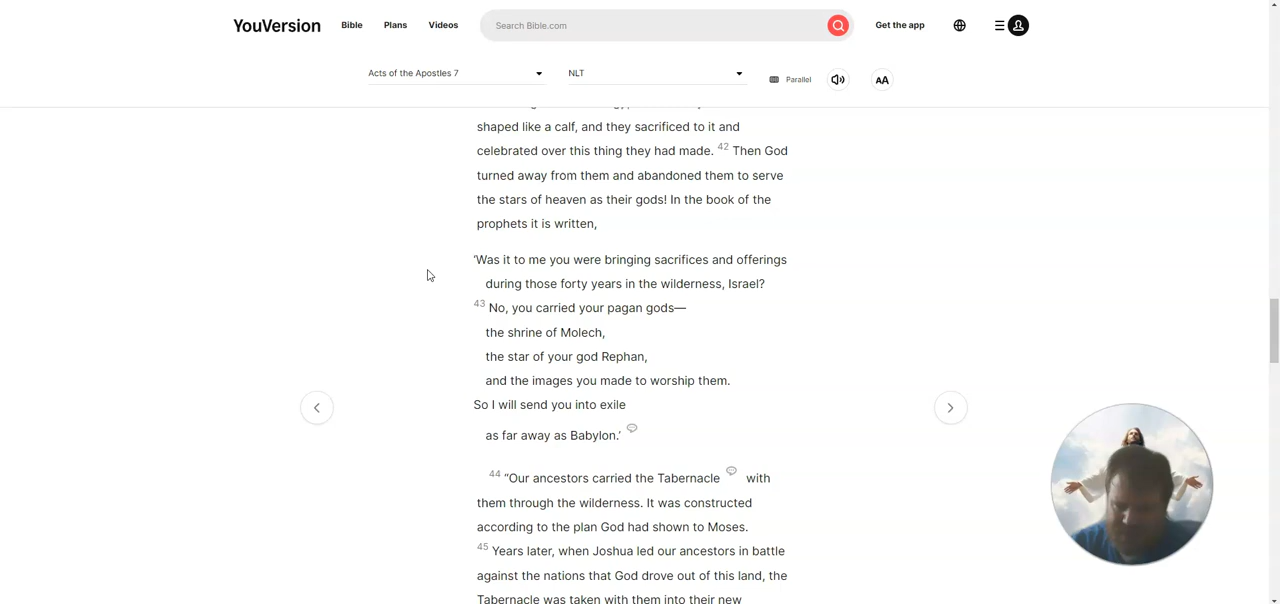 YouVersion Bible Plans Videos Search Bible.com Get the app
Acts of the Apostles 7 NLT Parallel AA
shaped like a calf, and they sacrificed to it and
celebrated over this thing they had made. 42 Then God
turned away from them and abandoned them to serve
the stars of heaven as their gods! In the book of the
prophets it is written,
‘Was it to me you were bringing sacrifices and offerings
during those forty years in the wilderness, Israel?
43 No, you carried your pagan gods—
the shrine of Molech,
the star of your god Rephan,
and the images you made to worship them.
So I will send you into exile
as far away as Babylon.’
44 “Our ancestors carried the Tabernacle with
them through the wilderness. It was constructed
according to the plan God had shown to Moses.
45 Years later, when Joshua led our ancestors in battle
against the nations that God drove out of this land, the
Tabernacle was taken with them into their new